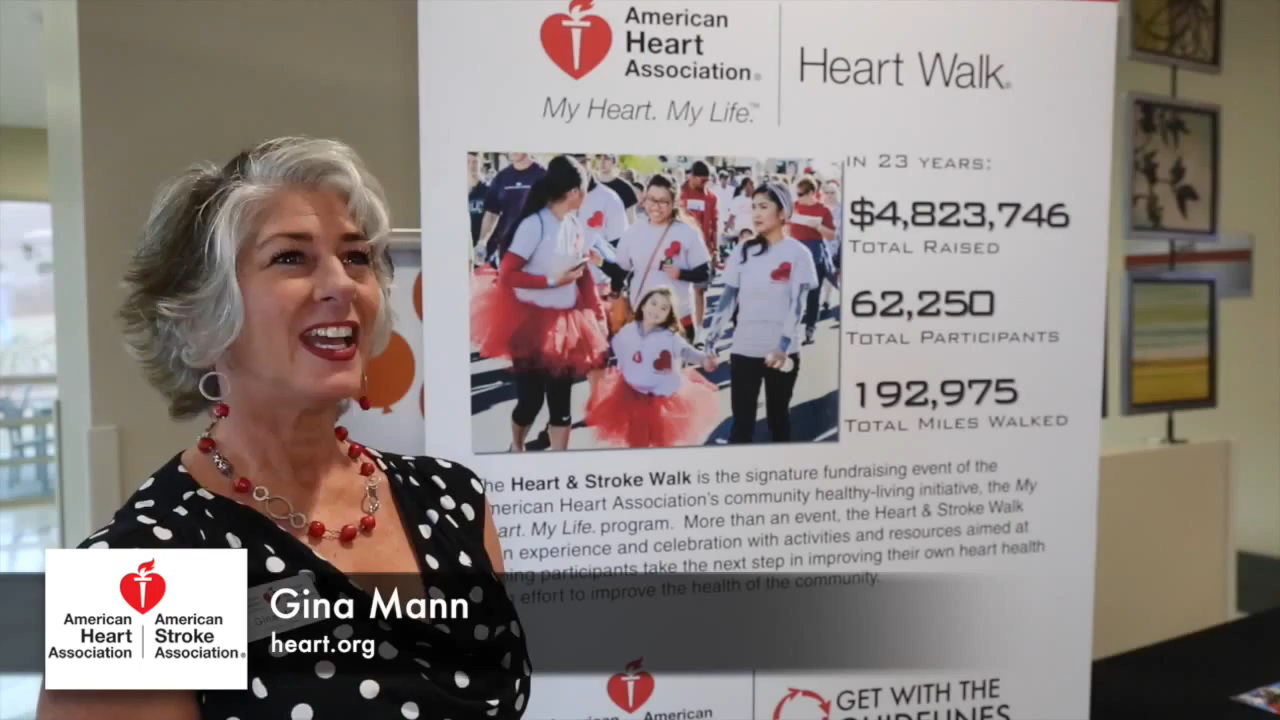 American
Heart
Association®
My Heart. My Life.™
Heart Walk®
IN 23 YEARS:
$4,823,746
TOTAL RAISED
62,250
TOTAL PARTICIPANTS
192,975
TOTAL MILES WALKED
he Heart & Stroke Walk is the signature fundraising event of the
merican Heart Association's community healthy-living initiative, the My
art. My Life. program. More than an event, the Heart & Stroke Walk
n experience and celebration with activities and resources aimed at
ing participants take the next step in improving their own heart health
effort to improve the health of the community.
Gina Mann
heart.org
American
Heart
Association
American
Stroke
Association®
American
GET WITH THE
GUIDELINES